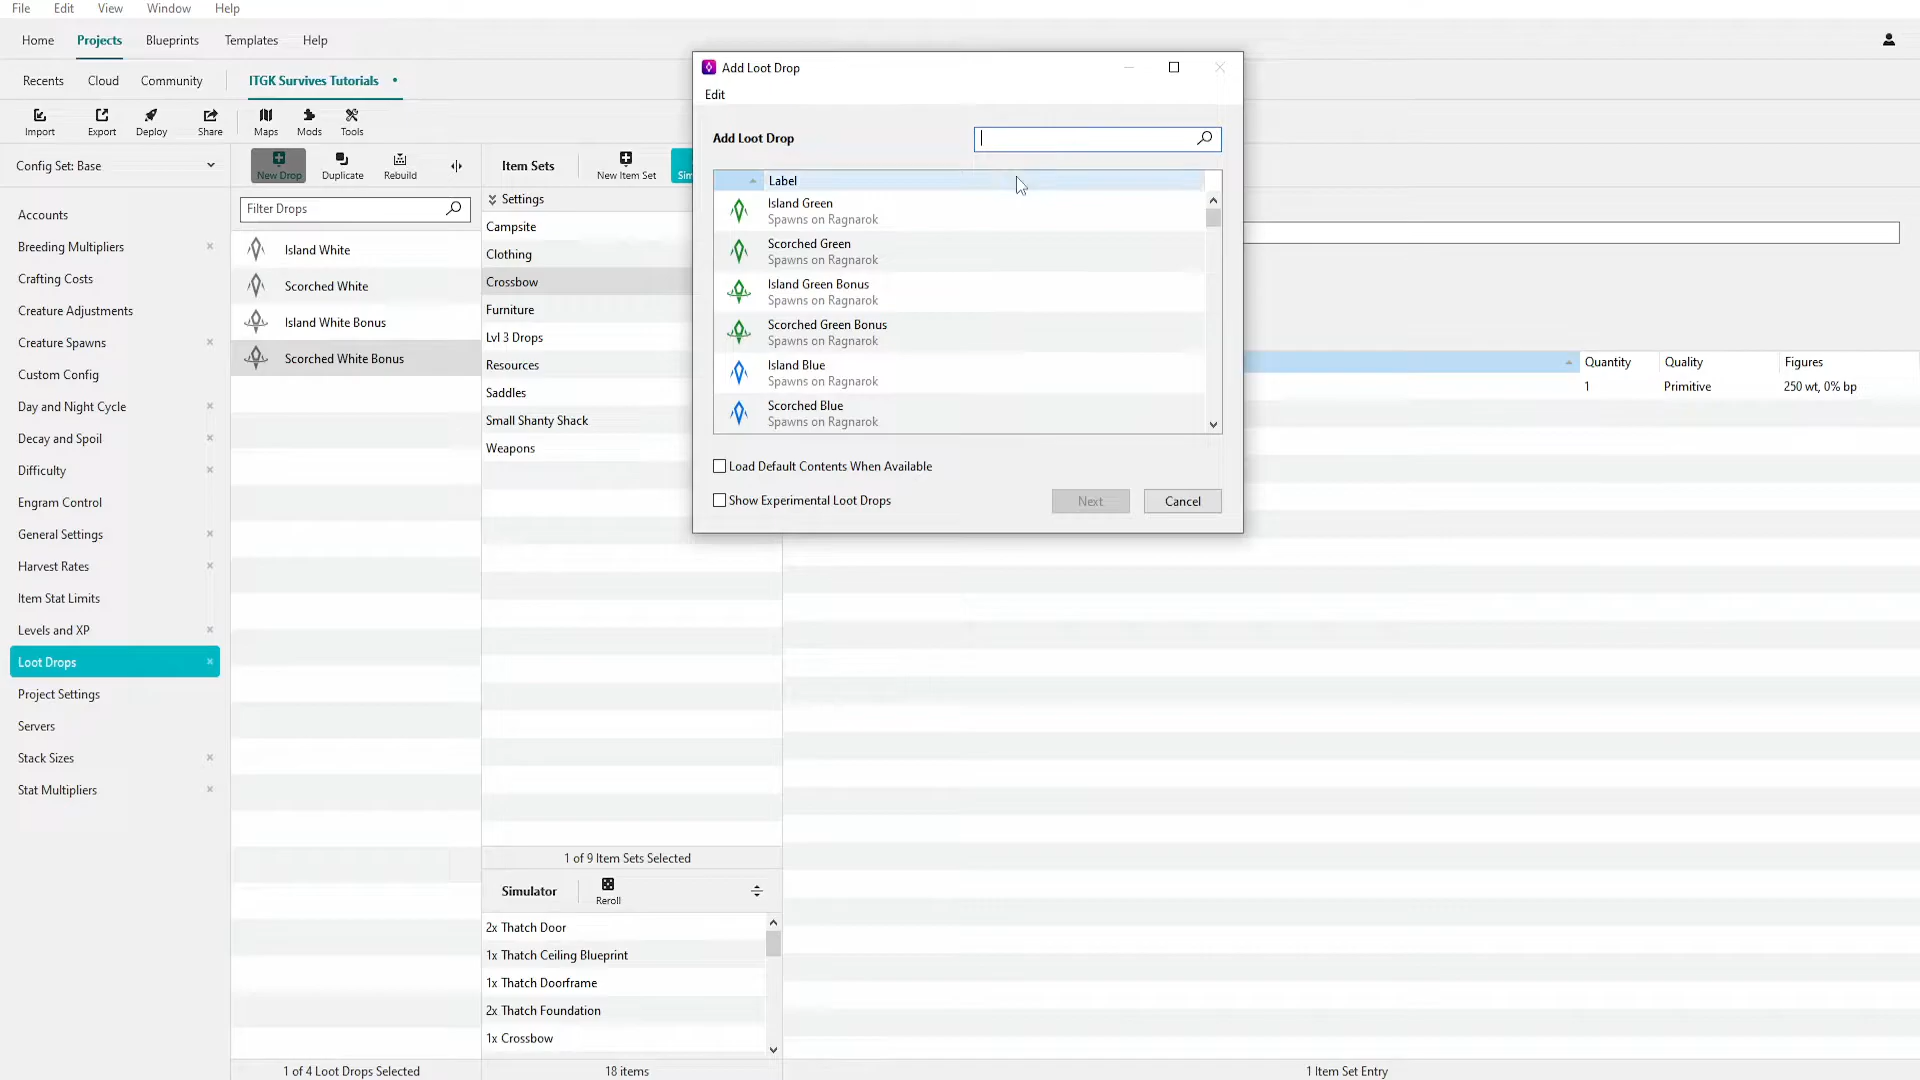 File Edit View Window Help
Home Projects Blueprints Templates Help
Recents Cloud Community ITGK Survives Tutorials •
Import Export Deploy Share Maps Mods Tools
Config Set: Base
Accounts
Breeding Multipliers
Crafting Costs
Creature Adjustments
Creature Spawns
Custom Config
Day and Night Cycle
Decay and Spoil
Difficulty
Engram Control
General Settings
Harvest Rates
Item Stat Limits
Levels and XP
Loot Drops
Project Settings
Servers
Stack Sizes
Stat Multipliers
New Drop Duplicate Rebuild
Filter Drops
Island White
Scorched White
Island White Bonus
Scorched White Bonus
1 of 4 Loot Drops Selected
Item Sets New Item Set
Settings
Campsite
Clothing
Crossbow
Furniture
Lvl 3 Drops
Resources
Saddles
Small Shanty Shack
Weapons
1 of 9 Item Sets Selected
Simulator Reroll
2x Thatch Door
1x Thatch Ceiling Blueprint
1x Thatch Doorframe
2x Thatch Foundation
1x Crossbow
18 items
Add Loot Drop
Edit
Add Loot Drop
Label
Island Green
Spawns on Ragnarok
Scorched Green
Spawns on Ragnarok
Island Green Bonus
Spawns on Ragnarok
Scorched Green Bonus
Spawns on Ragnarok
Island Blue
Spawns on Ragnarok
Scorched Blue
Spawns on Ragnarok
Load Default Contents When Available
Show Experimental Loot Drops
Next Cancel
Quantity Quality Figures
1 Primitive 250 wt, 0% bp
1 Item Set Entry